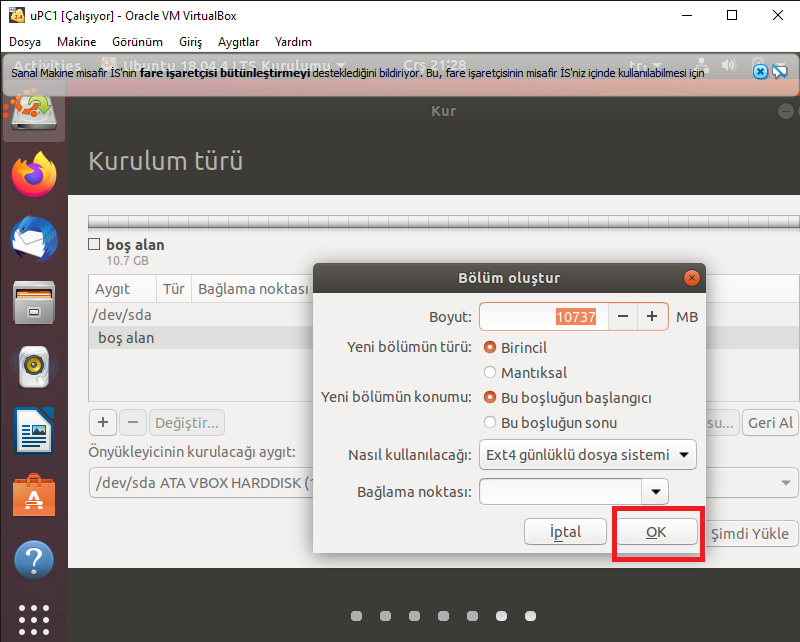 uPC1 [Çalışıyor] - Oracle VM VirtualBox
Dosya Makine Görünüm Giriş Aygıtlar Yardım
Activities Ubuntu 18.04.4 LTS Kurulumu Çrş 21:28 tr
Sanal Makine misafir İS'nin fare işaretçisi bütünleştirmeyi desteklediğini bildiriyor. Bu, fare işaretçisinin misafir İS'niz içinde kullanılabilmesi için
Kur
Kurulum türü
boş alan
10.7 GB
Aygıt Tür Bağlama noktası
/dev/sda
boş alan
+ − Değiştir... su... Geri Al
Önyükleyicinin kurulacağı aygıt:
/dev/sda ATA VBOX HARDDISK (1
Şimdi Yükle
Bölüm oluştur
Boyut: 10737 − + MB
Yeni bölümün türü: Birincil
Mantıksal
Yeni bölümün konumu: Bu boşluğun başlangıcı
Bu boşluğun sonu
Nasıl kullanılacağı: Ext4 günlüklü dosya sistemi
Bağlama noktası:
İptal OK